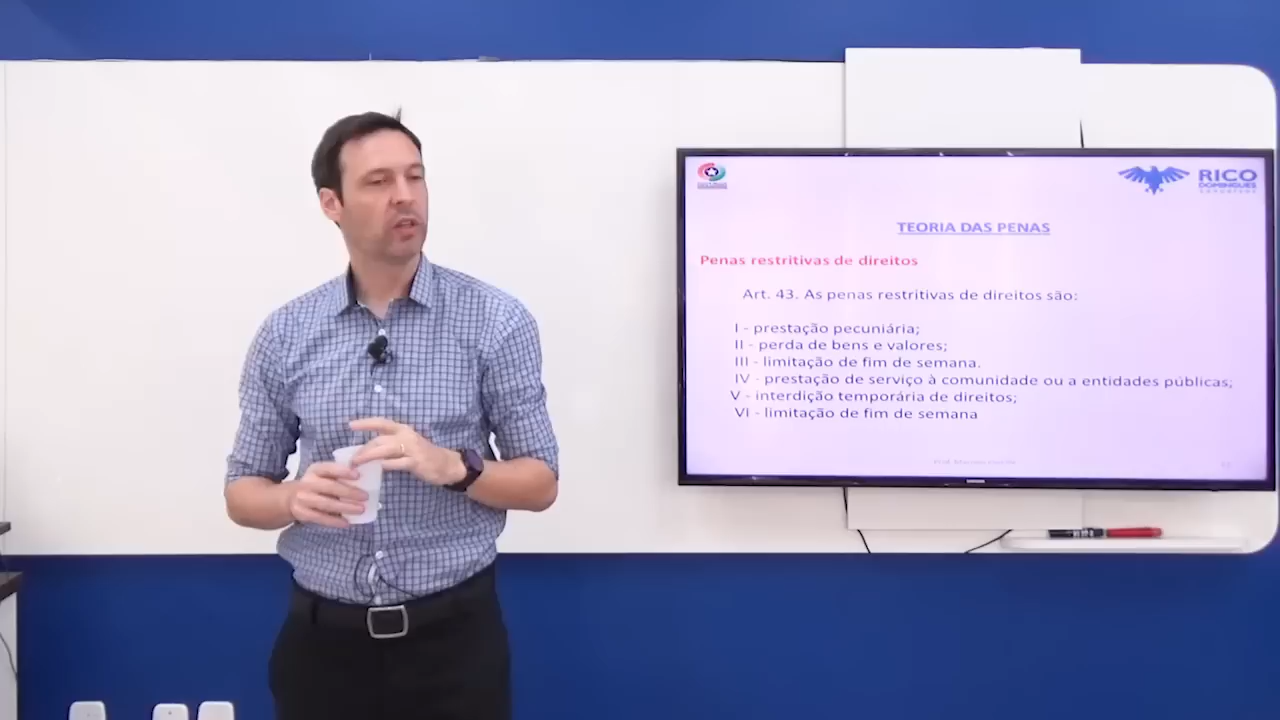 RICO
DOMINGUES
TEORIA DAS PENAS
Penas restritivas de direitos
Art. 43. As penas restritivas de direitos são:
I - prestação pecuniária;
II - perda de bens e valores;
III - limitação de fim de semana.
IV - prestação de serviço à comunidade ou a entidades públicas;
V - interdição temporária de direitos;
VI - limitação de fim de semana